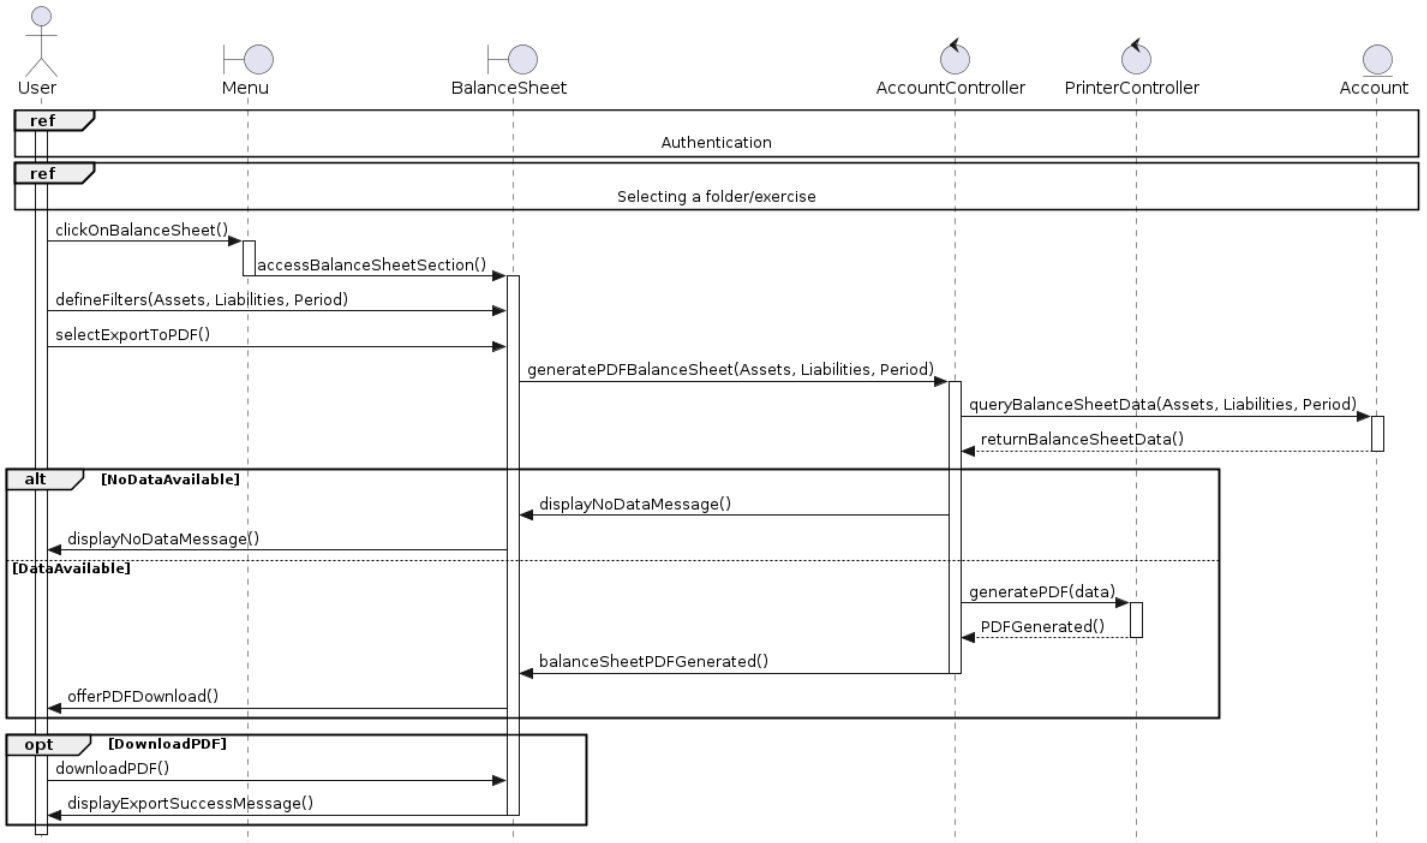 User
Menu
BalanceSheet
AccountController
PrinterController
Account
ref
Authentication
ref
Selecting a folder/exercise
clickOnBalanceSheet()
accessBalanceSheetSection()
defineFilters(Assets, Liabilities, Period)
selectExportToPDF()
generatePDFBalanceSheet(Assets, Liabilities, Period)
queryBalanceSheetData(Assets, Liabilities, Period)
returnBalanceSheetData()
alt [NoDataAvailable]
displayNoDataMessage()
displayNoDataMessage()
[DataAvailable]
generatePDF(data)
PDFGenerated()
balanceSheetPDFGenerated()
offerPDFDownload()
opt [DownloadPDF]
downloadPDF()
displayExportSuccessMessage()